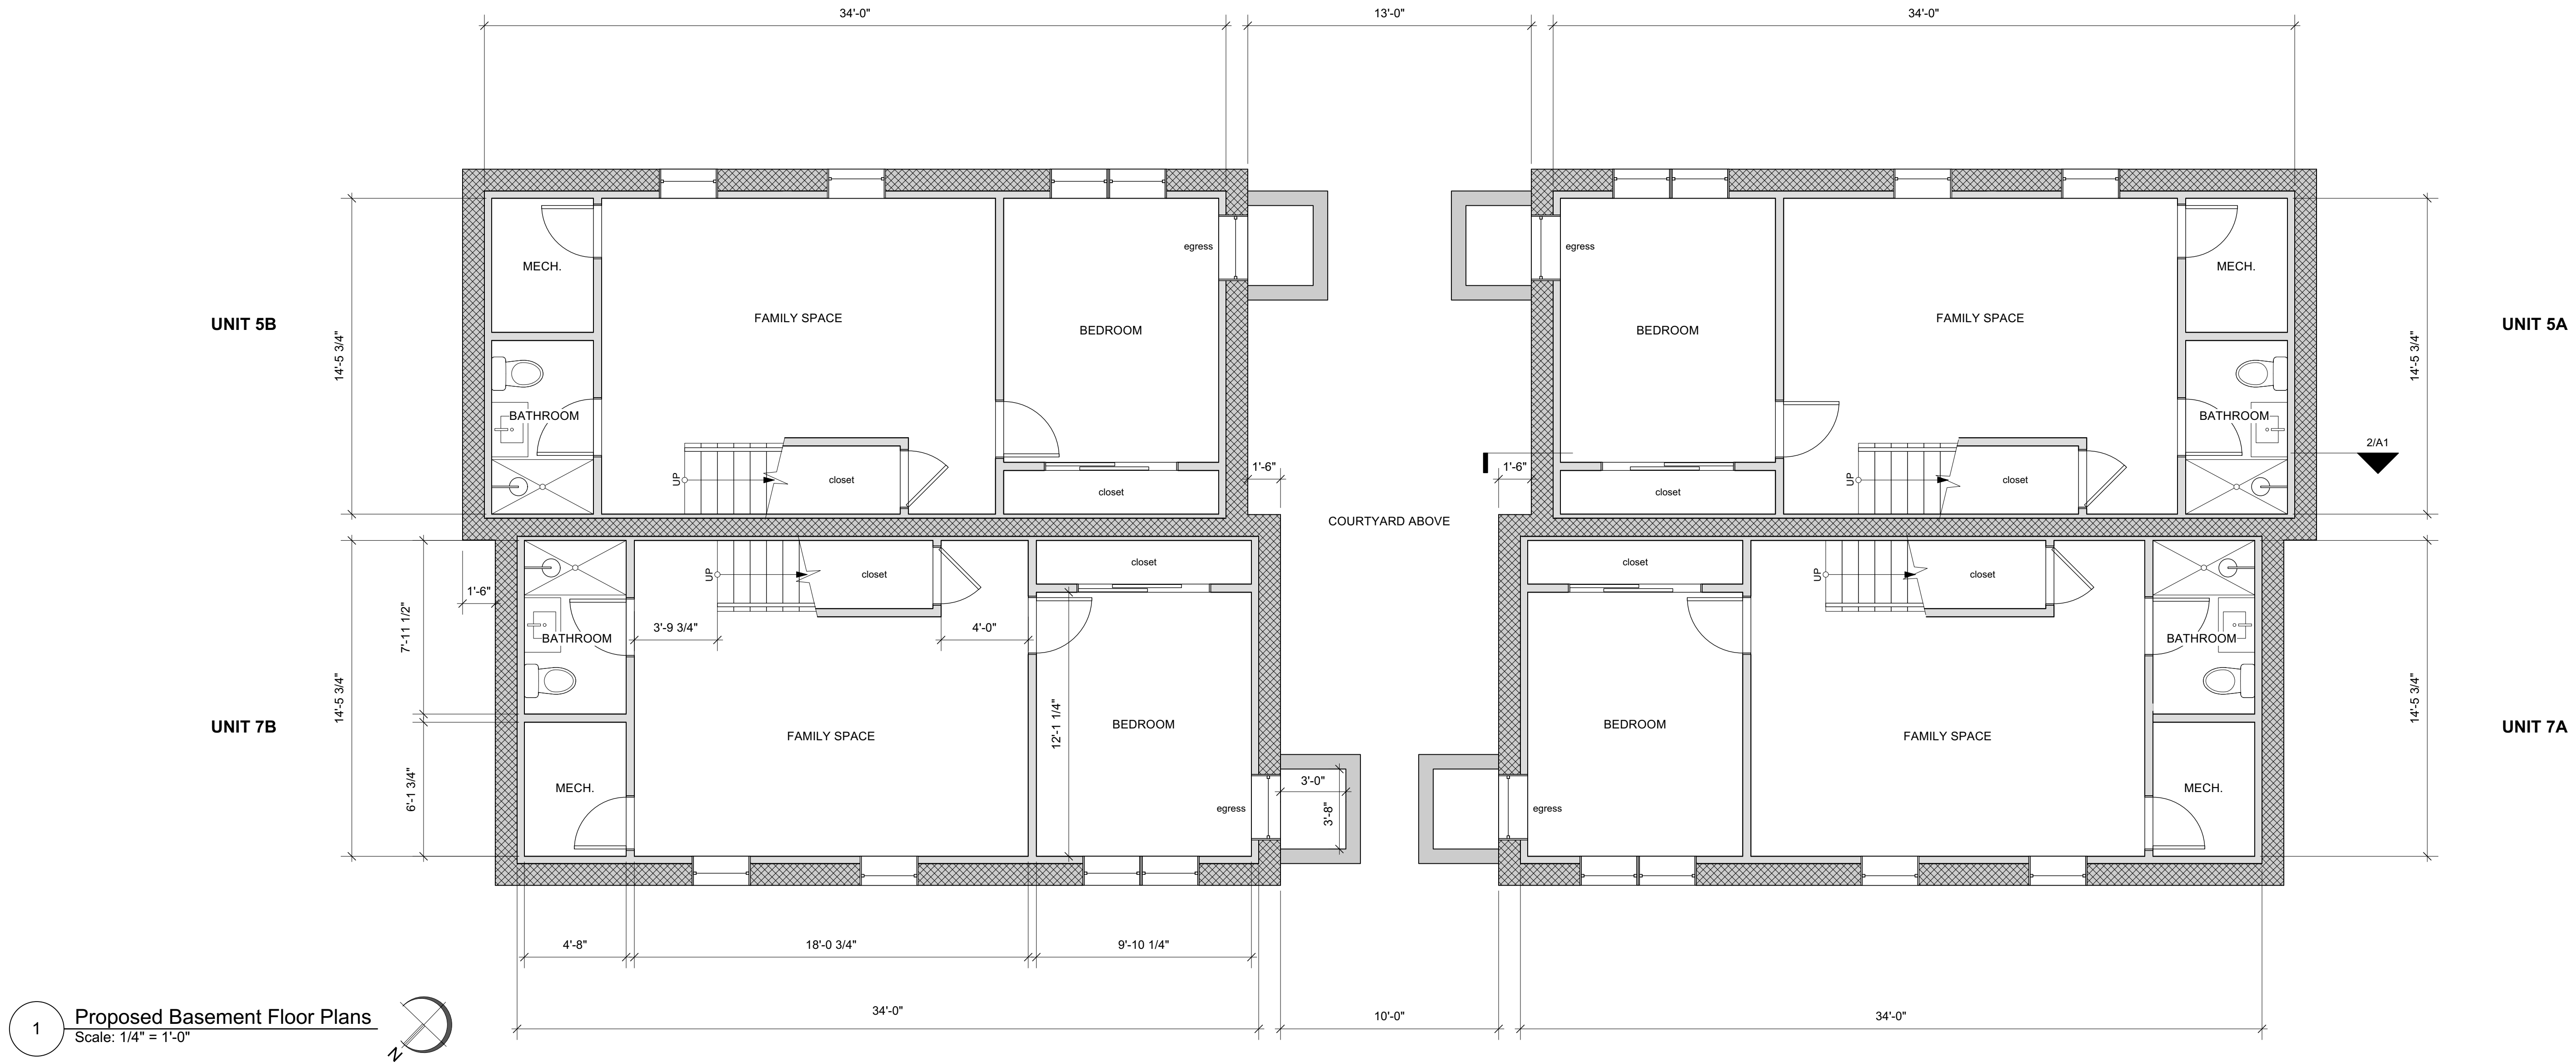 34'-0"
13'-0"
34'-0"
egress
egress
MECH.
MECH.
UNIT 5B
FAMILY SPACE
BEDROOM
BEDROOM
FAMILY SPACE
UNIT 5A
14'-5 3/4"
14'-5 3/4"
BATHROOM
BATHROOM
2/A1
UP
closet
closet
1'-6"
1'-6"
closet
UP
closet
COURTYARD ABOVE
1'-6"
UP
closet
closet
closet
UP
closet
7'-11 1/2"
BATHROOM
3'-9 3/4"
4'-0"
BATHROOM
14'-5 3/4"
14'-5 3/4"
UNIT 7B
FAMILY SPACE
12'-1 1/4"
BEDROOM
BEDROOM
FAMILY SPACE
UNIT 7A
6'-1 3/4"
MECH.
3'-0"
MECH.
egress
3'-8"
egress
4'-8"
18'-0 3/4"
9'-10 1/4"
34'-0"
10'-0"
34'-0"
1
Proposed Basement Floor Plans
Scale: 1/4" = 1'-0"
N